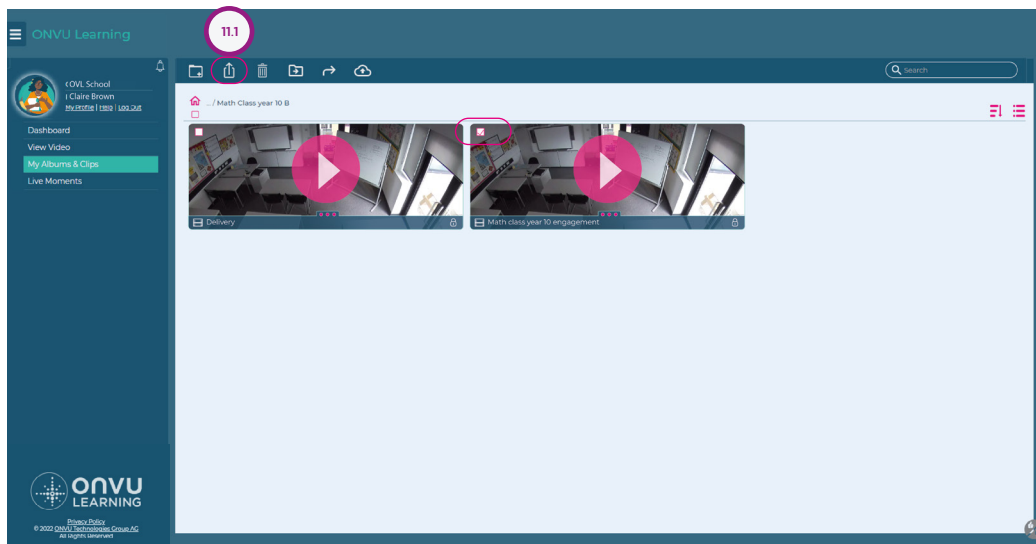 ONVU Learning
11.1
OVL School
Claire Brown
My Profile | Help | Log Out
Dashboard
View Video
My Albums & Clips
Live Moments
Search
.../ Math Class year 10 B
Delivery
Math class year 10 engagement
onvu
LEARNING
Privacy Policy
© 2022 ONVU Technologies Group AG
All Rights Reserved